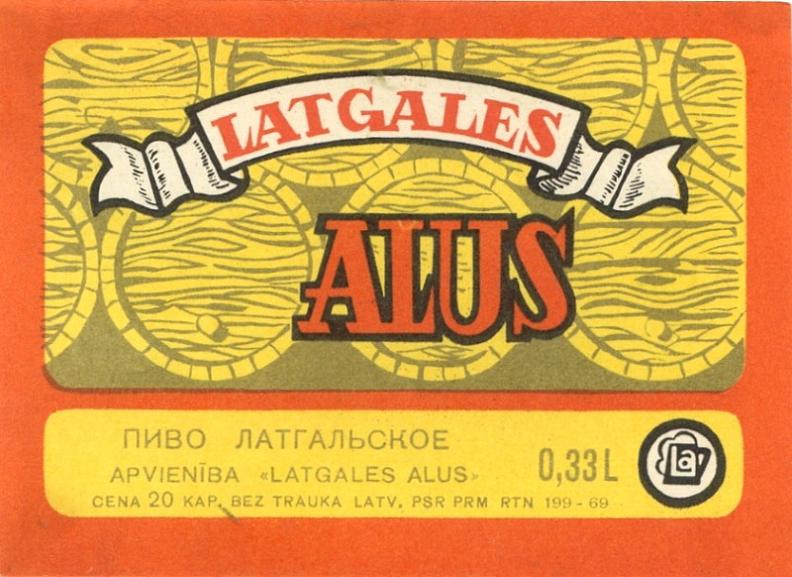 LATGALES
ALUS
ПИВО ЛАТГАЛЬСКОЕ
APVIENĪBA «LATGALES ALUS»
0,33 L
La
CENA 20 KAP. BEZ TRAUKA LATV. PSR PRM RTN 199-69